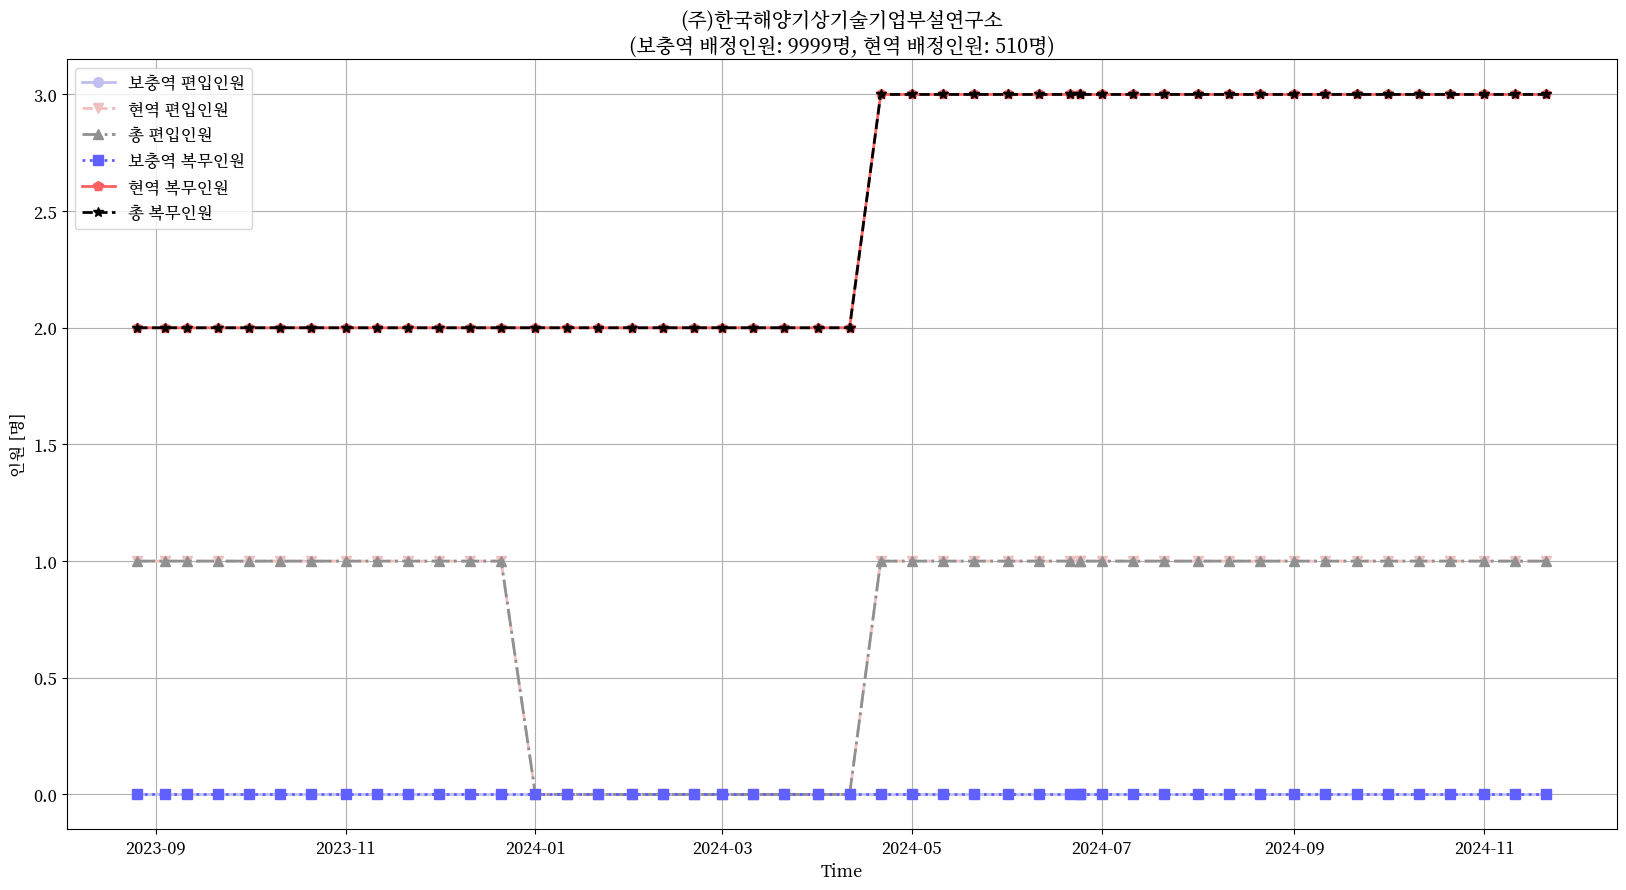 (주)한국해양기상기술기업부설연구소
(보충역 배정인원: 9999명, 현역 배정인원: 510명)
보충역 편입인원
현역 편입인원
총 편입인원
보충역 복무인원
현역 복무인원
총 복무인원
3.0
2.5
2.0
1.5
1.0
0.5
0.0
인원 [명]
2023-09 2023-11 2024-01 2024-03 2024-05 2024-07 2024-09 2024-11
Time